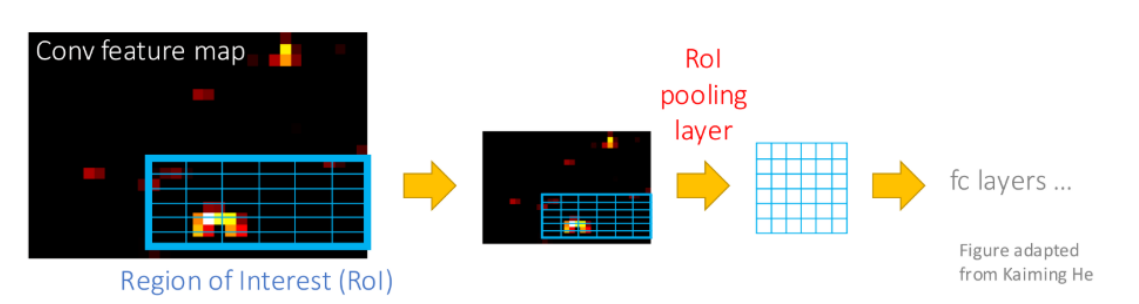 Conv feature map
Region of Interest (RoI)
RoI
pooling
layer
fc layers ...
Figure adapted
from Kaiming He